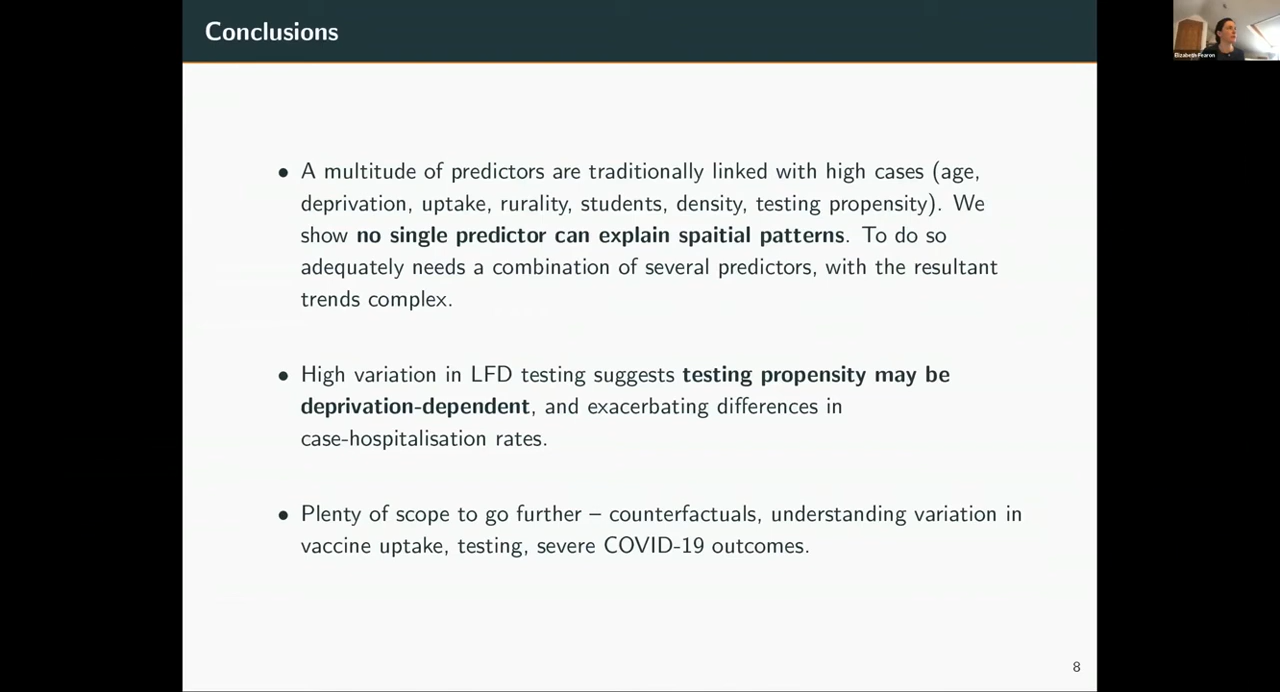 Conclusions
Elizabeth Fearon
• A multitude of predictors are traditionally linked with high cases (age,
deprivation, uptake, rurality, students, density, testing propensity). We
show no single predictor can explain spaitial patterns. To do so
adequately needs a combination of several predictors, with the resultant
trends complex.
• High variation in LFD testing suggests testing propensity may be
deprivation-dependent, and exacerbating differences in
case-hospitalisation rates.
• Plenty of scope to go further – counterfactuals, understanding variation in
vaccine uptake, testing, severe COVID-19 outcomes.
8